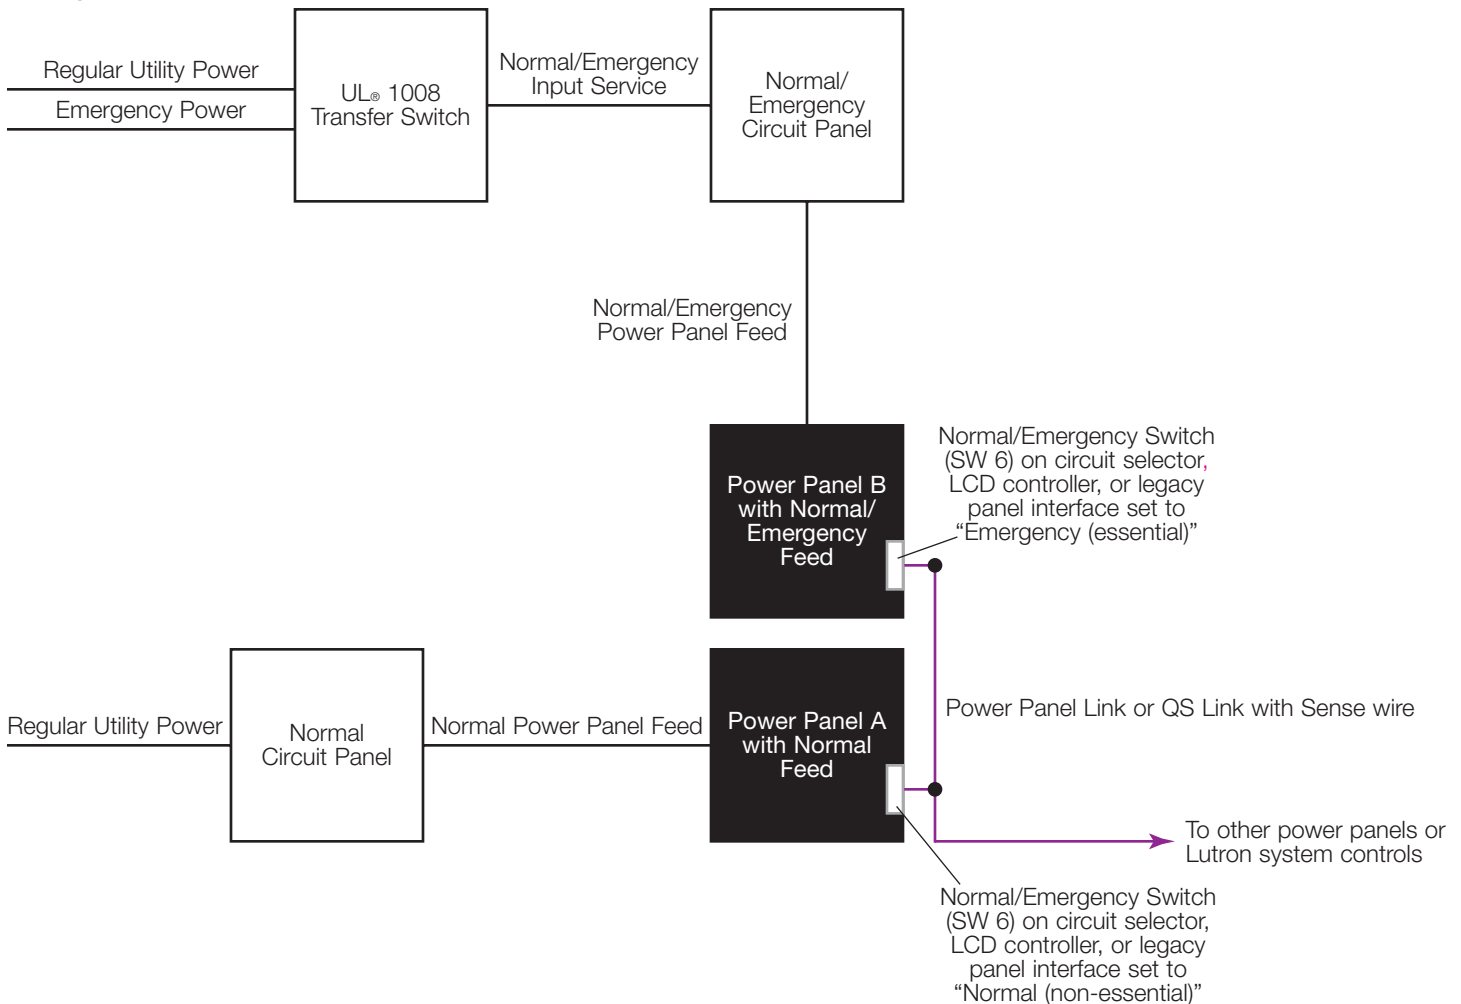 Regular Utility Power
Emergency Power
UL® 1008
Transfer Switch
Normal/Emergency
Input Service
Normal/
Emergency
Circuit Panel
Normal/Emergency
Power Panel Feed
Power Panel B
with Normal/
Emergency
Feed
Normal/Emergency Switch
(SW 6) on circuit selector,
LCD controller, or legacy
panel interface set to
“Emergency (essential)”
Regular Utility Power
Normal
Circuit Panel
Normal Power Panel Feed
Power Panel A
with Normal
Feed
Power Panel Link or QS Link with Sense wire
To other power panels or
Lutron system controls
Normal/Emergency Switch
(SW 6) on circuit selector,
LCD controller, or legacy
panel interface set to
“Normal (non-essential)”